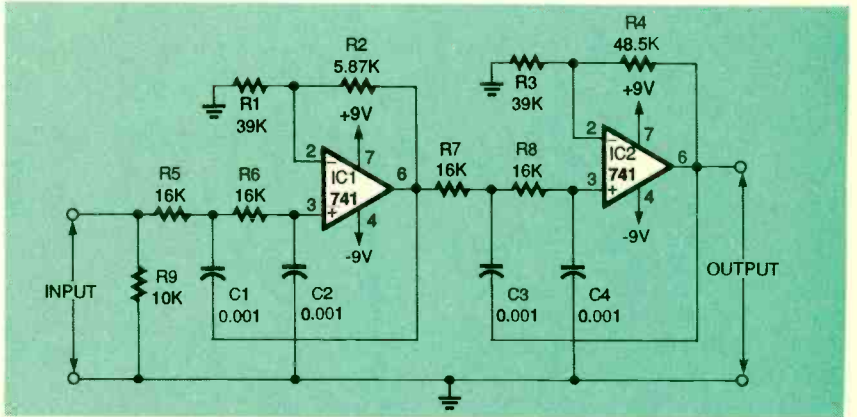 R2
5.87K
R4
48.5K
R1
39K
+9V
R3
39K
+9V
2
7
R5
16K
R6
16K
IC1
741
−
+
6
3
4
-9V
R7
16K
R8
16K
2
7
IC2
741
−
+
6
3
4
-9V
INPUT
R9
10K
C1
0.001
C2
0.001
C3
0.001
C4
0.001
OUTPUT